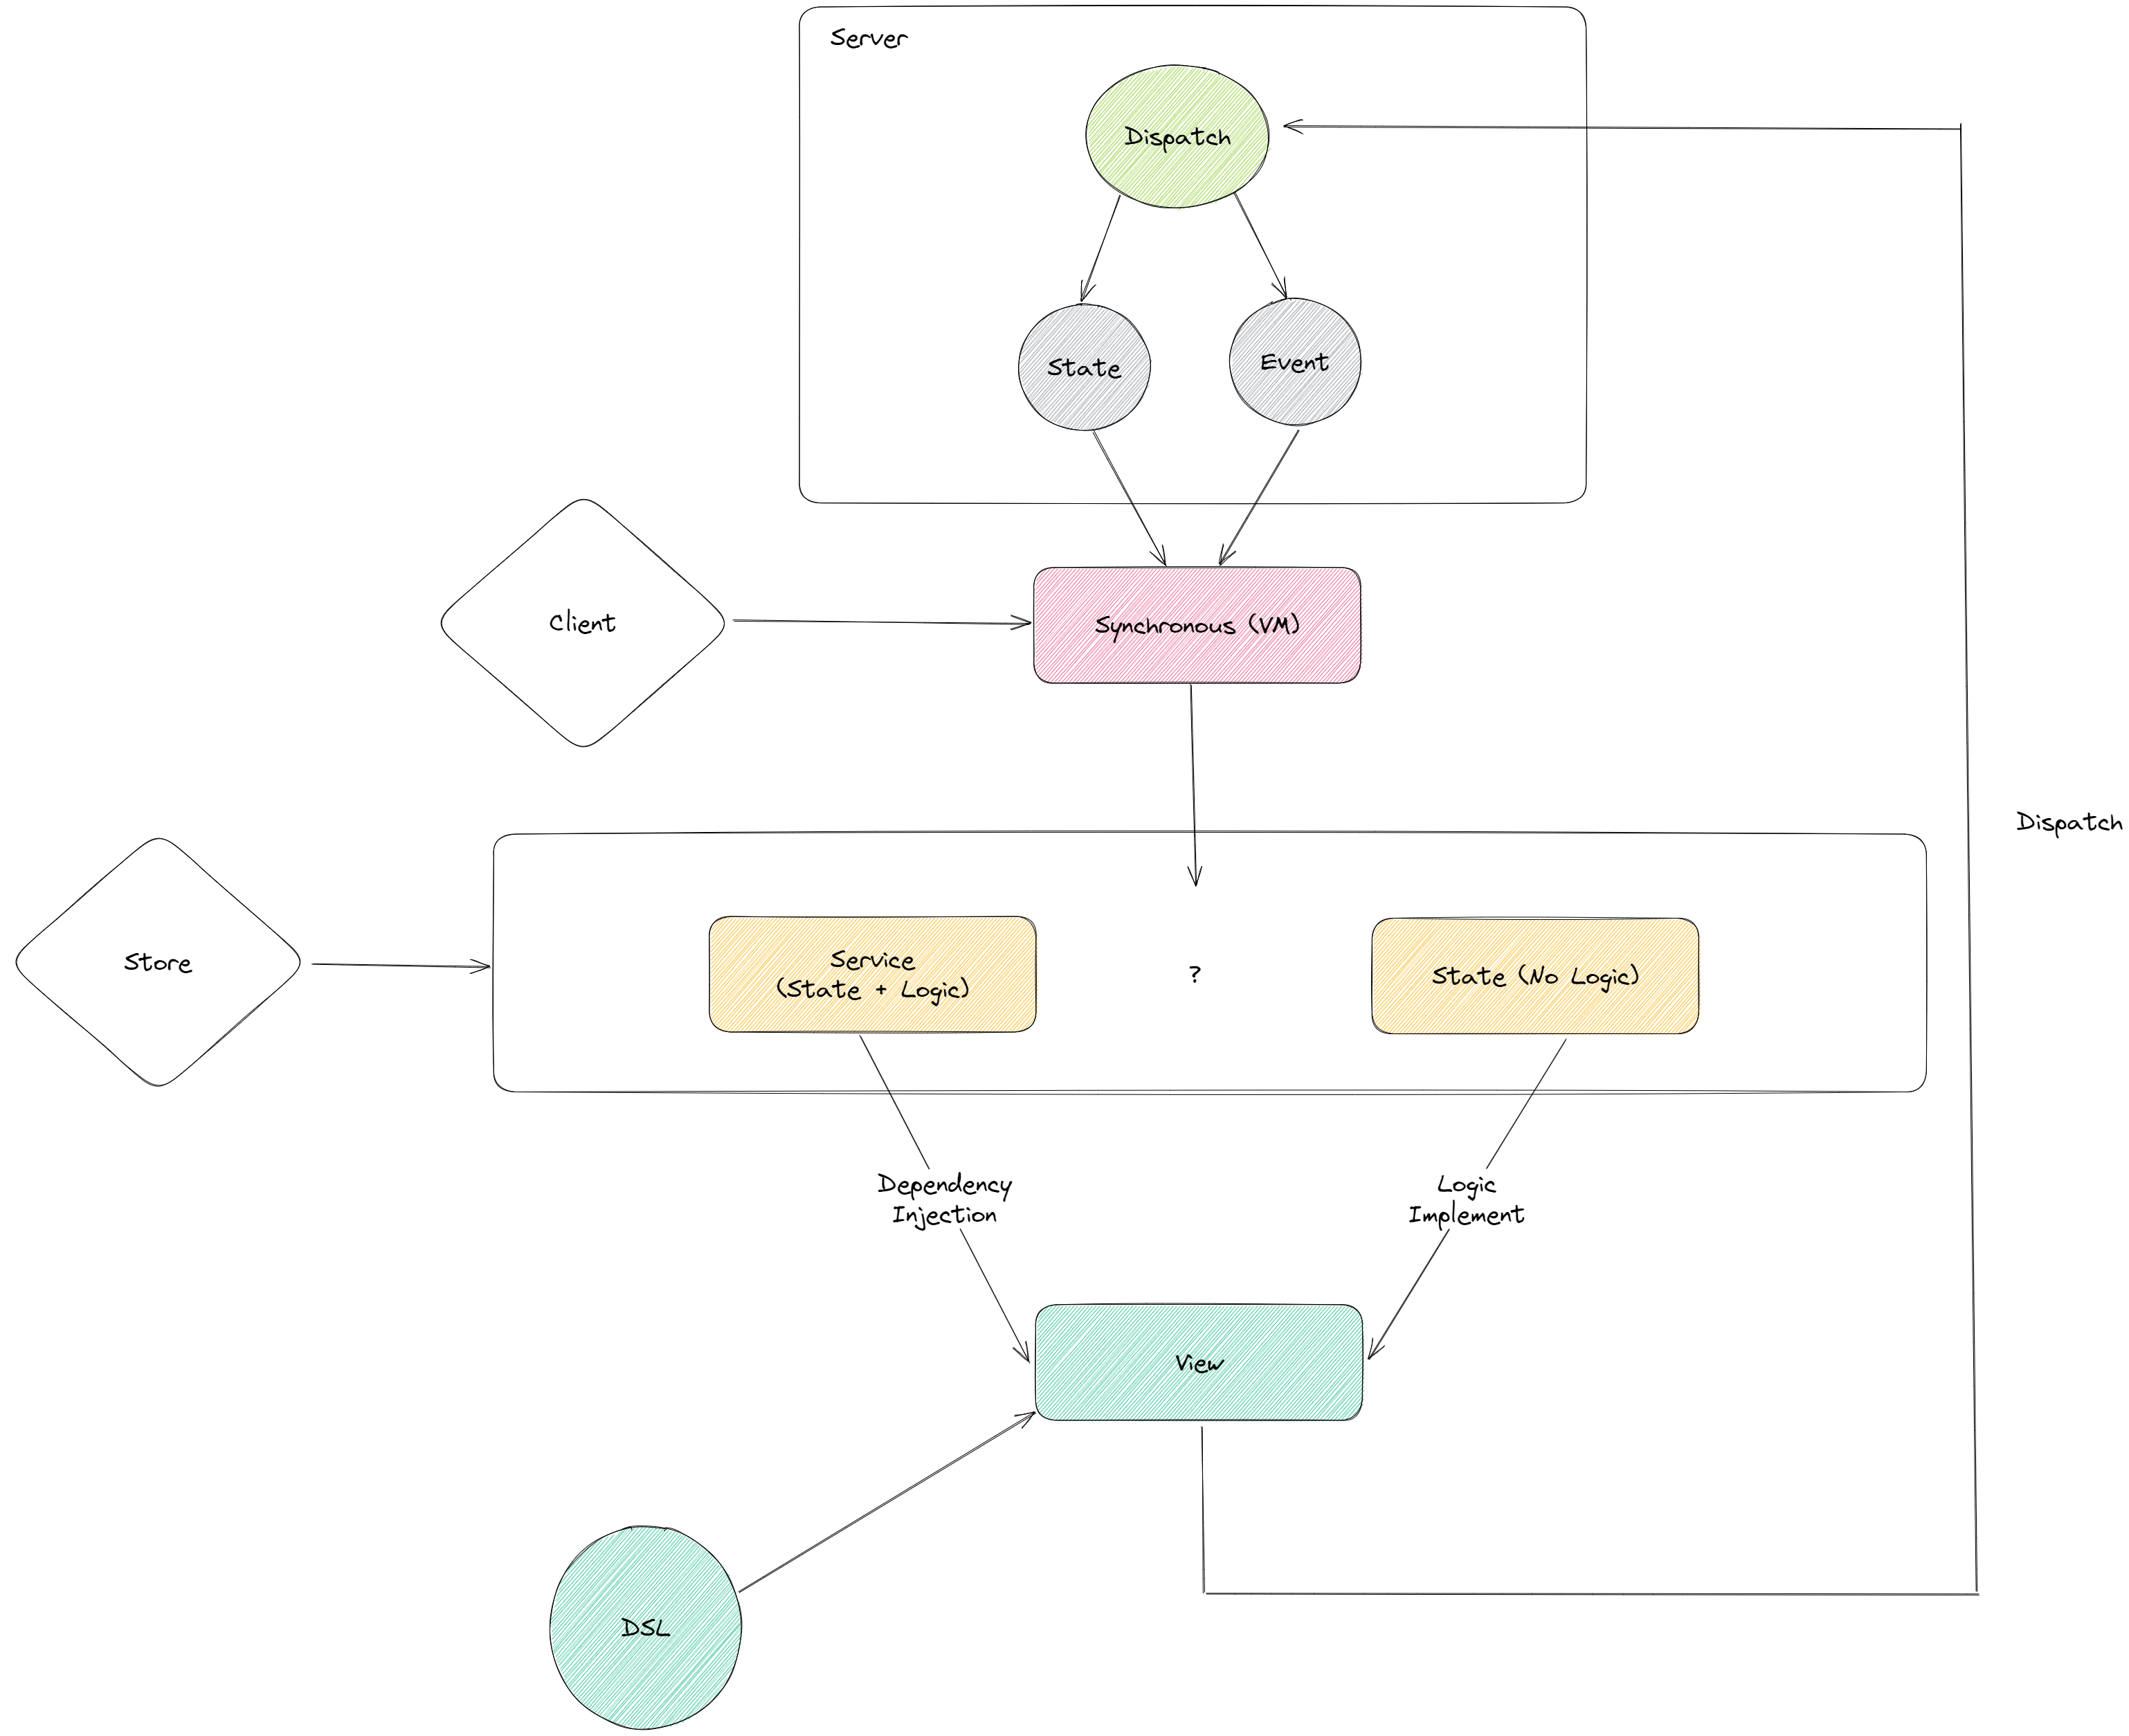 Server
Dispatch
State
Event
Client
Synchronous (VM)
Dispatch
Store
Service
(State + Logic)
?
State (No Logic)
Dependency
Injection
Logic
Implement
View
DSL